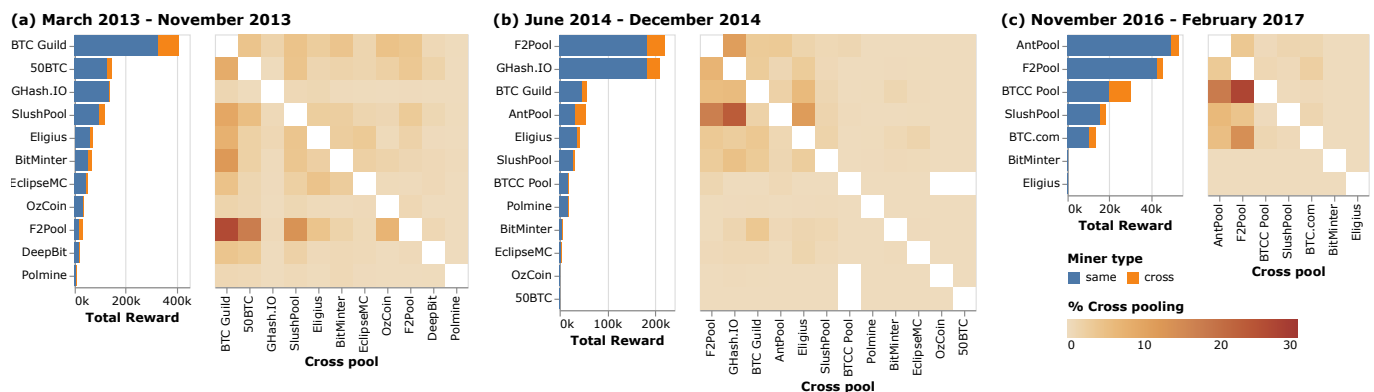 (a) March 2013 - November 2013
BTC Guild
50BTC
GHash.IO
SlushPool
Eligius
BitMinter
EclipseMC
OzCoin
F2Pool
DeepBit
Polmine
0k 200k 400k
Total Reward
BTC Guild
50BTC
GHash.IO
SlushPool
Eligius
BitMinter
EclipseMC
OzCoin
F2Pool
DeepBit
Polmine
Cross pool
(b) June 2014 - December 2014
F2Pool
GHash.IO
BTC Guild
AntPool
Eligius
SlushPool
BTCC Pool
Polmine
BitMinter
EclipseMC
OzCoin
50BTC
0k 100k 200k
Total Reward
F2Pool
GHash.IO
BTC Guild
AntPool
Eligius
SlushPool
BTCC Pool
Polmine
BitMinter
EclipseMC
OzCoin
50BTC
Cross pool
(c) November 2016 - February 2017
AntPool
F2Pool
BTCC Pool
SlushPool
BTC.com
BitMinter
Eligius
0k 20k 40k
Total Reward
AntPool
F2Pool
BTCC Pool
SlushPool
BTC.com
BitMinter
Eligius
Cross pool
Miner type
same cross
% Cross pooling
0 10 20 30